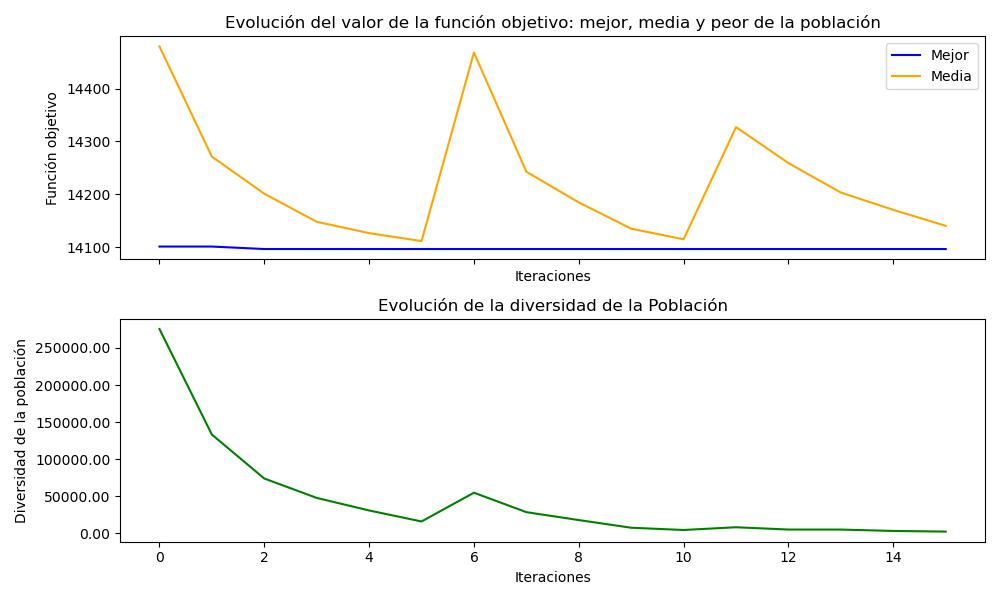 Evolución del valor de la función objetivo: mejor, media y peor de la población
Función objetivo
14400
14300
14200
14100
Mejor
Media
Iteraciones
Evolución de la diversidad de la Población
Diversidad de la población
250000.00
200000.00
150000.00
100000.00
50000.00
0.00
0 2 4 6 8 10 12 14
Iteraciones